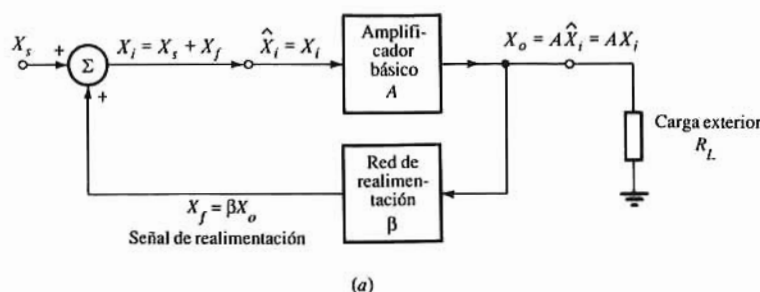 X_s
+
Σ
+
X_i = X_s + X_f
X̂_i = X_i
Amplifi-
cador
básico
A
X_o = AX̂_i = AX_i
Carga exterior
R_L
Red de
realimen-
tación
β
X_f = βX_o
Señal de realimentación
(a)